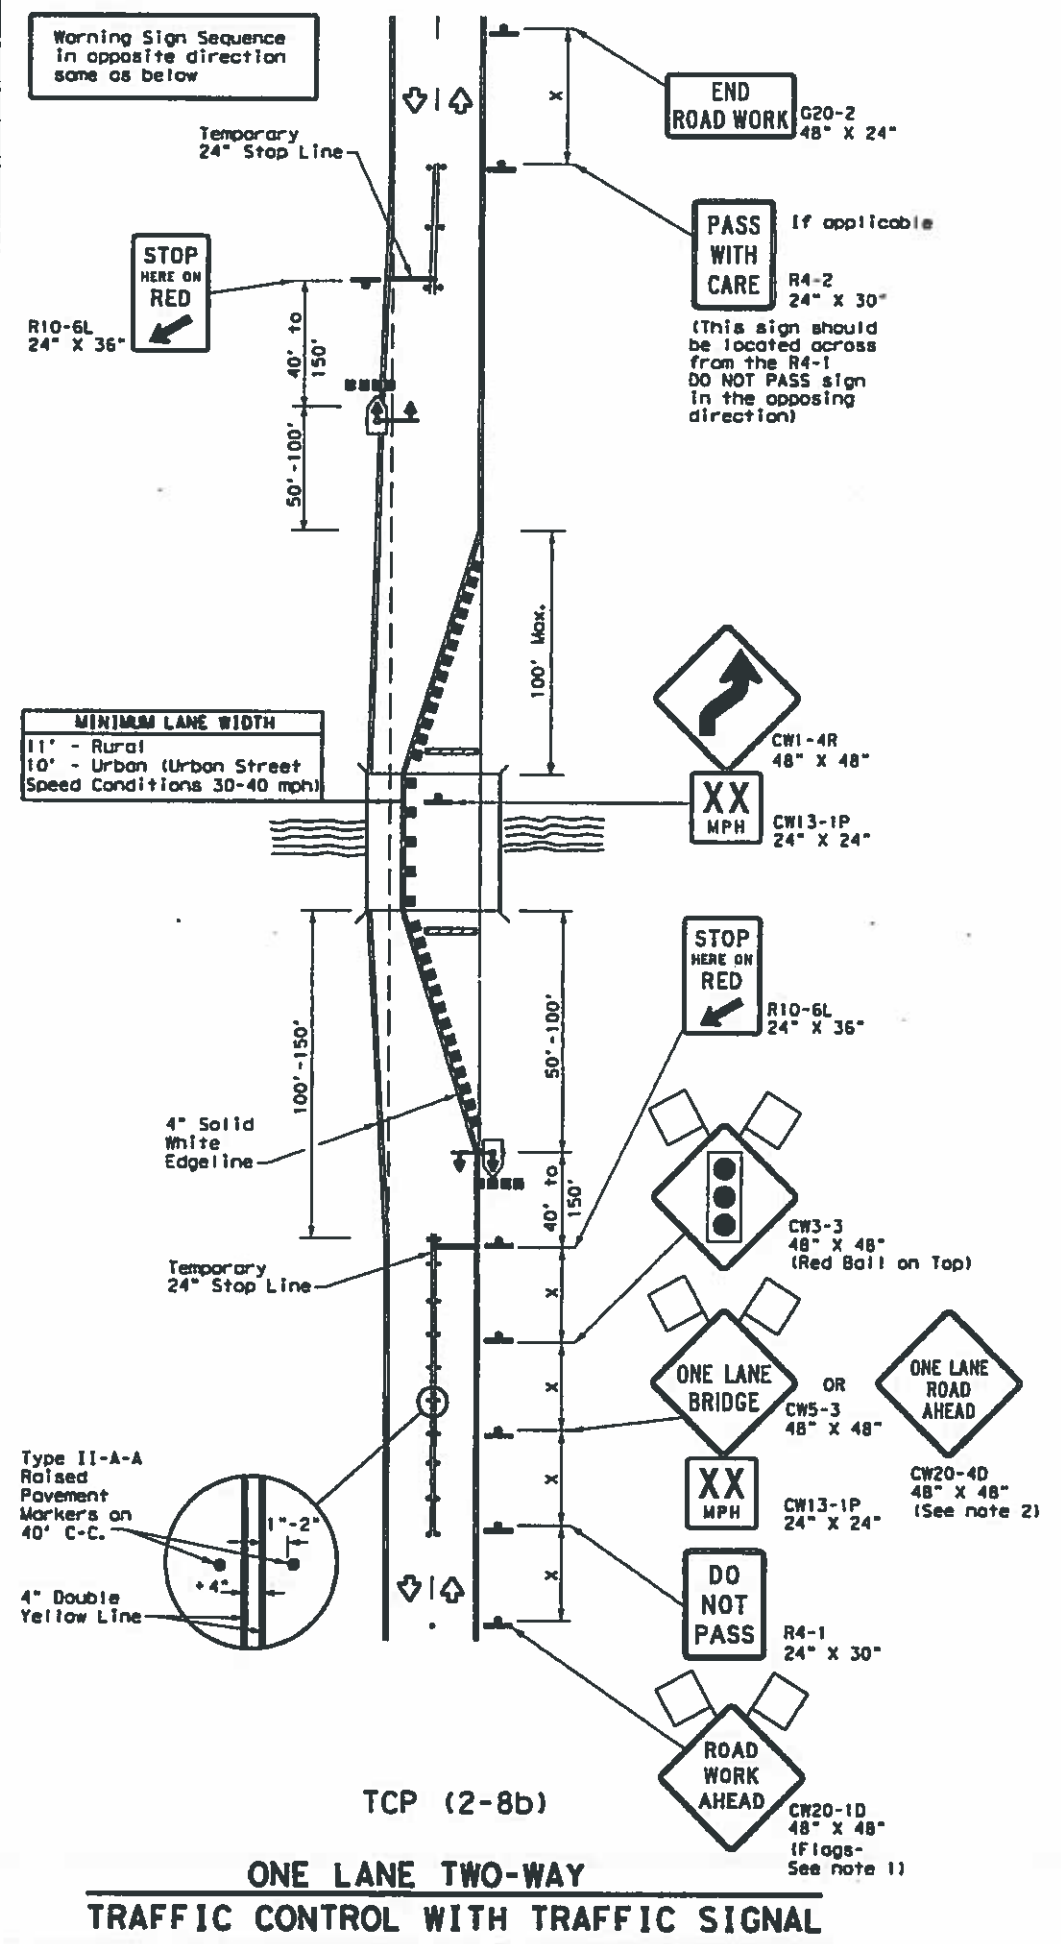 Warning Sign Sequence
in opposite direction
same as below
Temporary
24" Stop Line
X
END
ROAD WORK
G20-2
48" X 24"
PASS
WITH
CARE
If applicable
R4-2
24" X 30"
(This sign should
be located across
from the R4-1
DO NOT PASS sign
in the opposing
direction)
STOP
HERE ON
RED
R10-6L
24" X 36"
40' to
150'
50'-100'
100' Max.
MINIMUM LANE WIDTH
11' - Rural
10' - Urban (Urban Street
Speed Conditions 30-40 mph)
CW1-4R
48" X 48"
XX
MPH
CW13-1P
24" X 24"
STOP
HERE ON
RED
R10-6L
24" X 36"
100'-150'
50'-100'
4" Solid
White
Edgeline
40' to
150'
CW3-3
48" X 48"
(Red Ball on Top)
Temporary
24" Stop Line
X
X
X
X
ONE LANE
BRIDGE
OR
CW5-3
48" X 48"
ONE LANE
ROAD
AHEAD
CW20-4D
48" X 48"
(See note 2)
XX
MPH
CW13-1P
24" X 24"
Type II-A-A
Raised
Pavement
Markers on
40' C-C.
1"-2"
+4"
4" Double
Yellow Line
DO
NOT
PASS
R4-1
24" X 30"
ROAD
WORK
AHEAD
CW20-1D
48" X 48"
(Flags-
See note 1)
TCP (2-8b)
ONE LANE TWO-WAY
TRAFFIC CONTROL WITH TRAFFIC SIGNAL